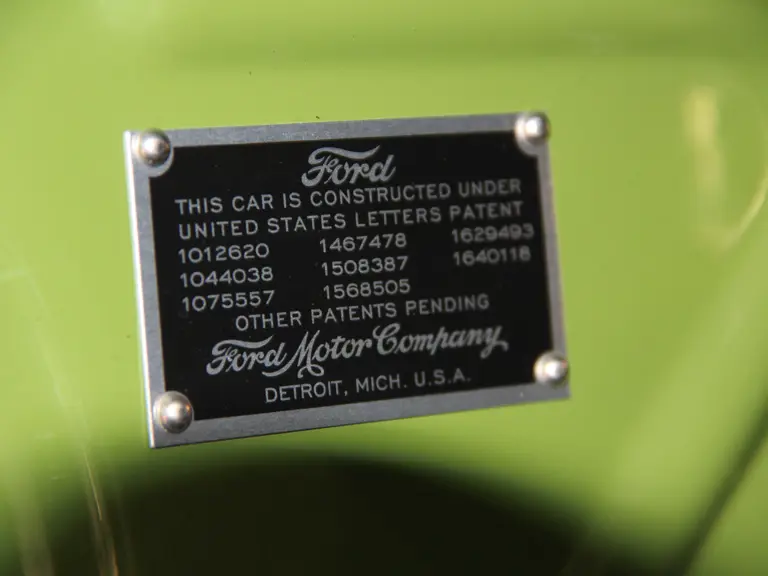 Ford
THIS CAR IS CONSTRUCTED UNDER
UNITED STATES LETTERS PATENT
1012620 1467478 1629493
1044038 1508387 1640118
1075557 1568505
OTHER PATENTS PENDING
Ford Motor Company
DETROIT, MICH. U.S.A.